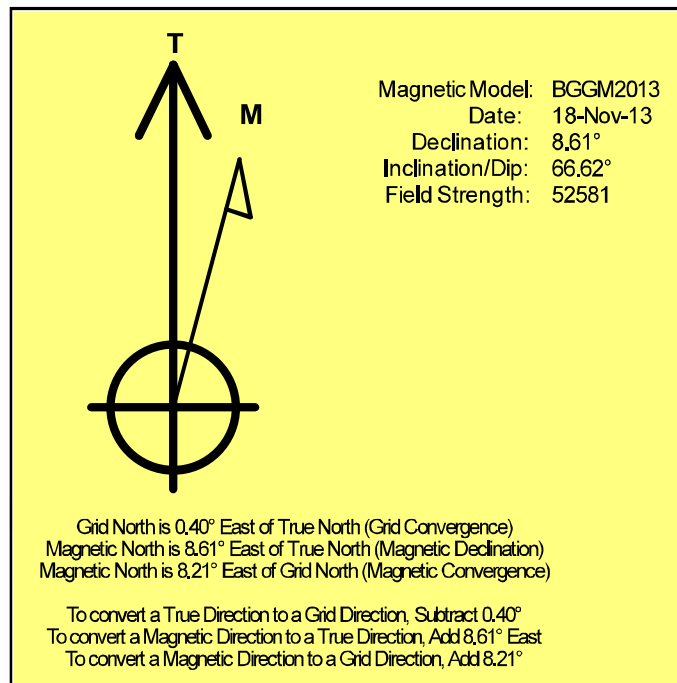 T
M
Magnetic Model: BGGM2013
Date: 18-Nov-13
Declination: 8.61°
Inclination/Dip: 66.62°
Field Strength: 52581
Grid North is 0.40° East of True North (Grid Convergence)
Magnetic North is 8.61° East of True North (Magnetic Declination)
Magnetic North is 8.21° East of Grid North (Magnetic Convergence)
To convert a True Direction to a Grid Direction, Subtract 0.40°
To convert a Magnetic Direction to a True Direction, Add 8.61° East
To convert a Magnetic Direction to a Grid Direction, Add 8.21°